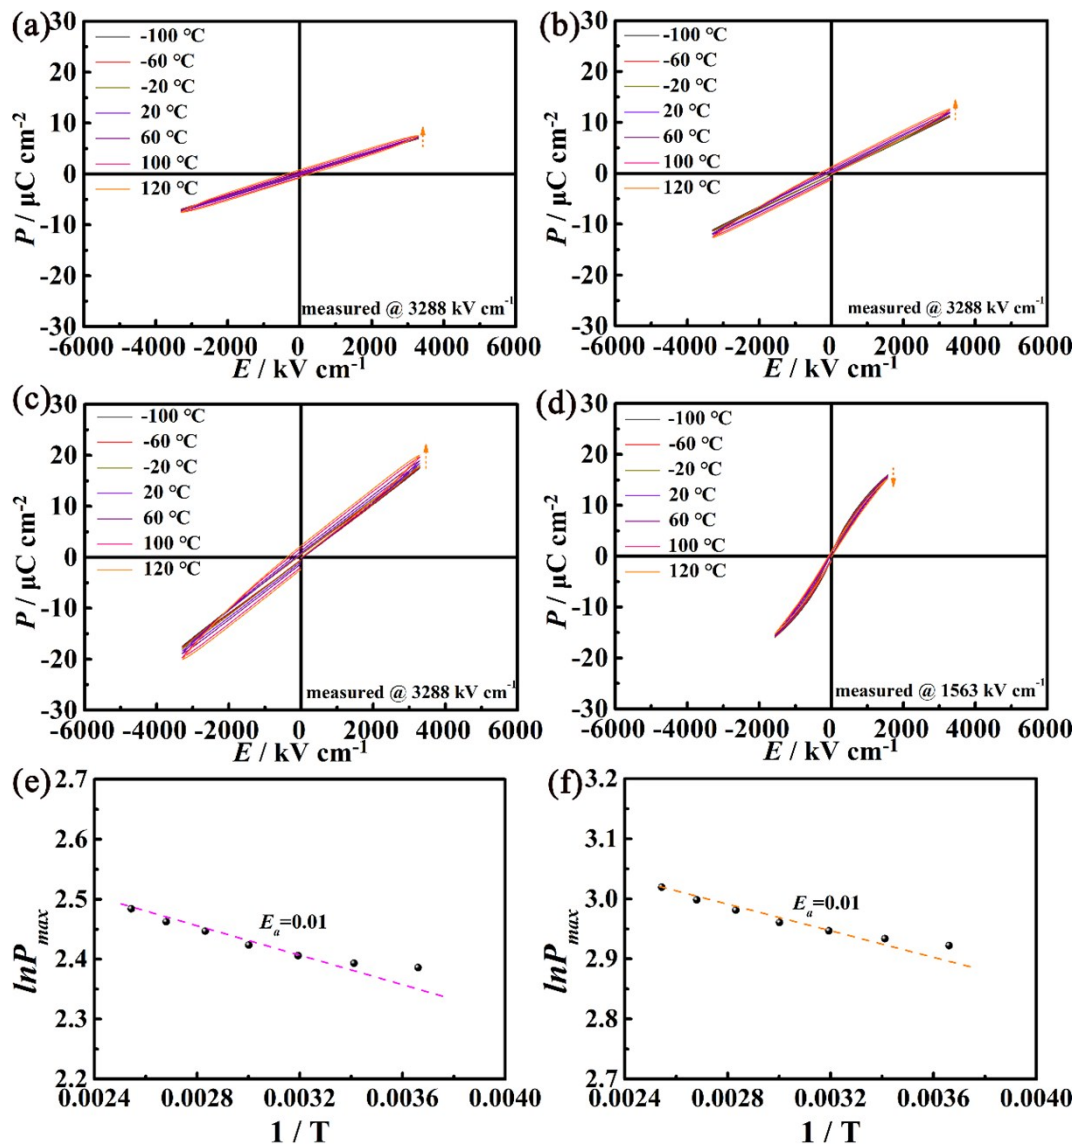 (a)
30
20
10
0
-10
-20
-30
P / μC cm-2
-100 °C
-60 °C
-20 °C
20 °C
60 °C
100 °C
120 °C
measured @ 3288 kV cm-1
-6000 -4000 -2000 0 2000 4000 6000
E / kV cm-1
(b)
30
20
10
0
-10
-20
-30
P / μC cm-2
-100 °C
-60 °C
-20 °C
20 °C
60 °C
100 °C
120 °C
measured @ 3288 kV cm-1
-6000 -4000 -2000 0 2000 4000 6000
E / kV cm-1
(c)
30
20
10
0
-10
-20
-30
P / μC cm-2
-100 °C
-60 °C
-20 °C
20 °C
60 °C
100 °C
120 °C
measured @ 3288 kV cm-1
-6000 -4000 -2000 0 2000 4000 6000
E / kV cm-1
(d)
30
20
10
0
-10
-20
-30
P / μC cm-2
-100 °C
-60 °C
-20 °C
20 °C
60 °C
100 °C
120 °C
measured @ 1563 kV cm-1
-6000 -4000 -2000 0 2000 4000 6000
E / kV cm-1
(e)
2.7
2.6
2.5
2.4
2.3
2.2
lnPmax
Ea=0.01
0.0024 0.0028 0.0032 0.0036 0.0040
1 / T
(f)
3.2
3.1
3.0
2.9
2.8
2.7
lnPmax
Ea=0.01
0.0024 0.0028 0.0032 0.0036 0.0040
1 / T